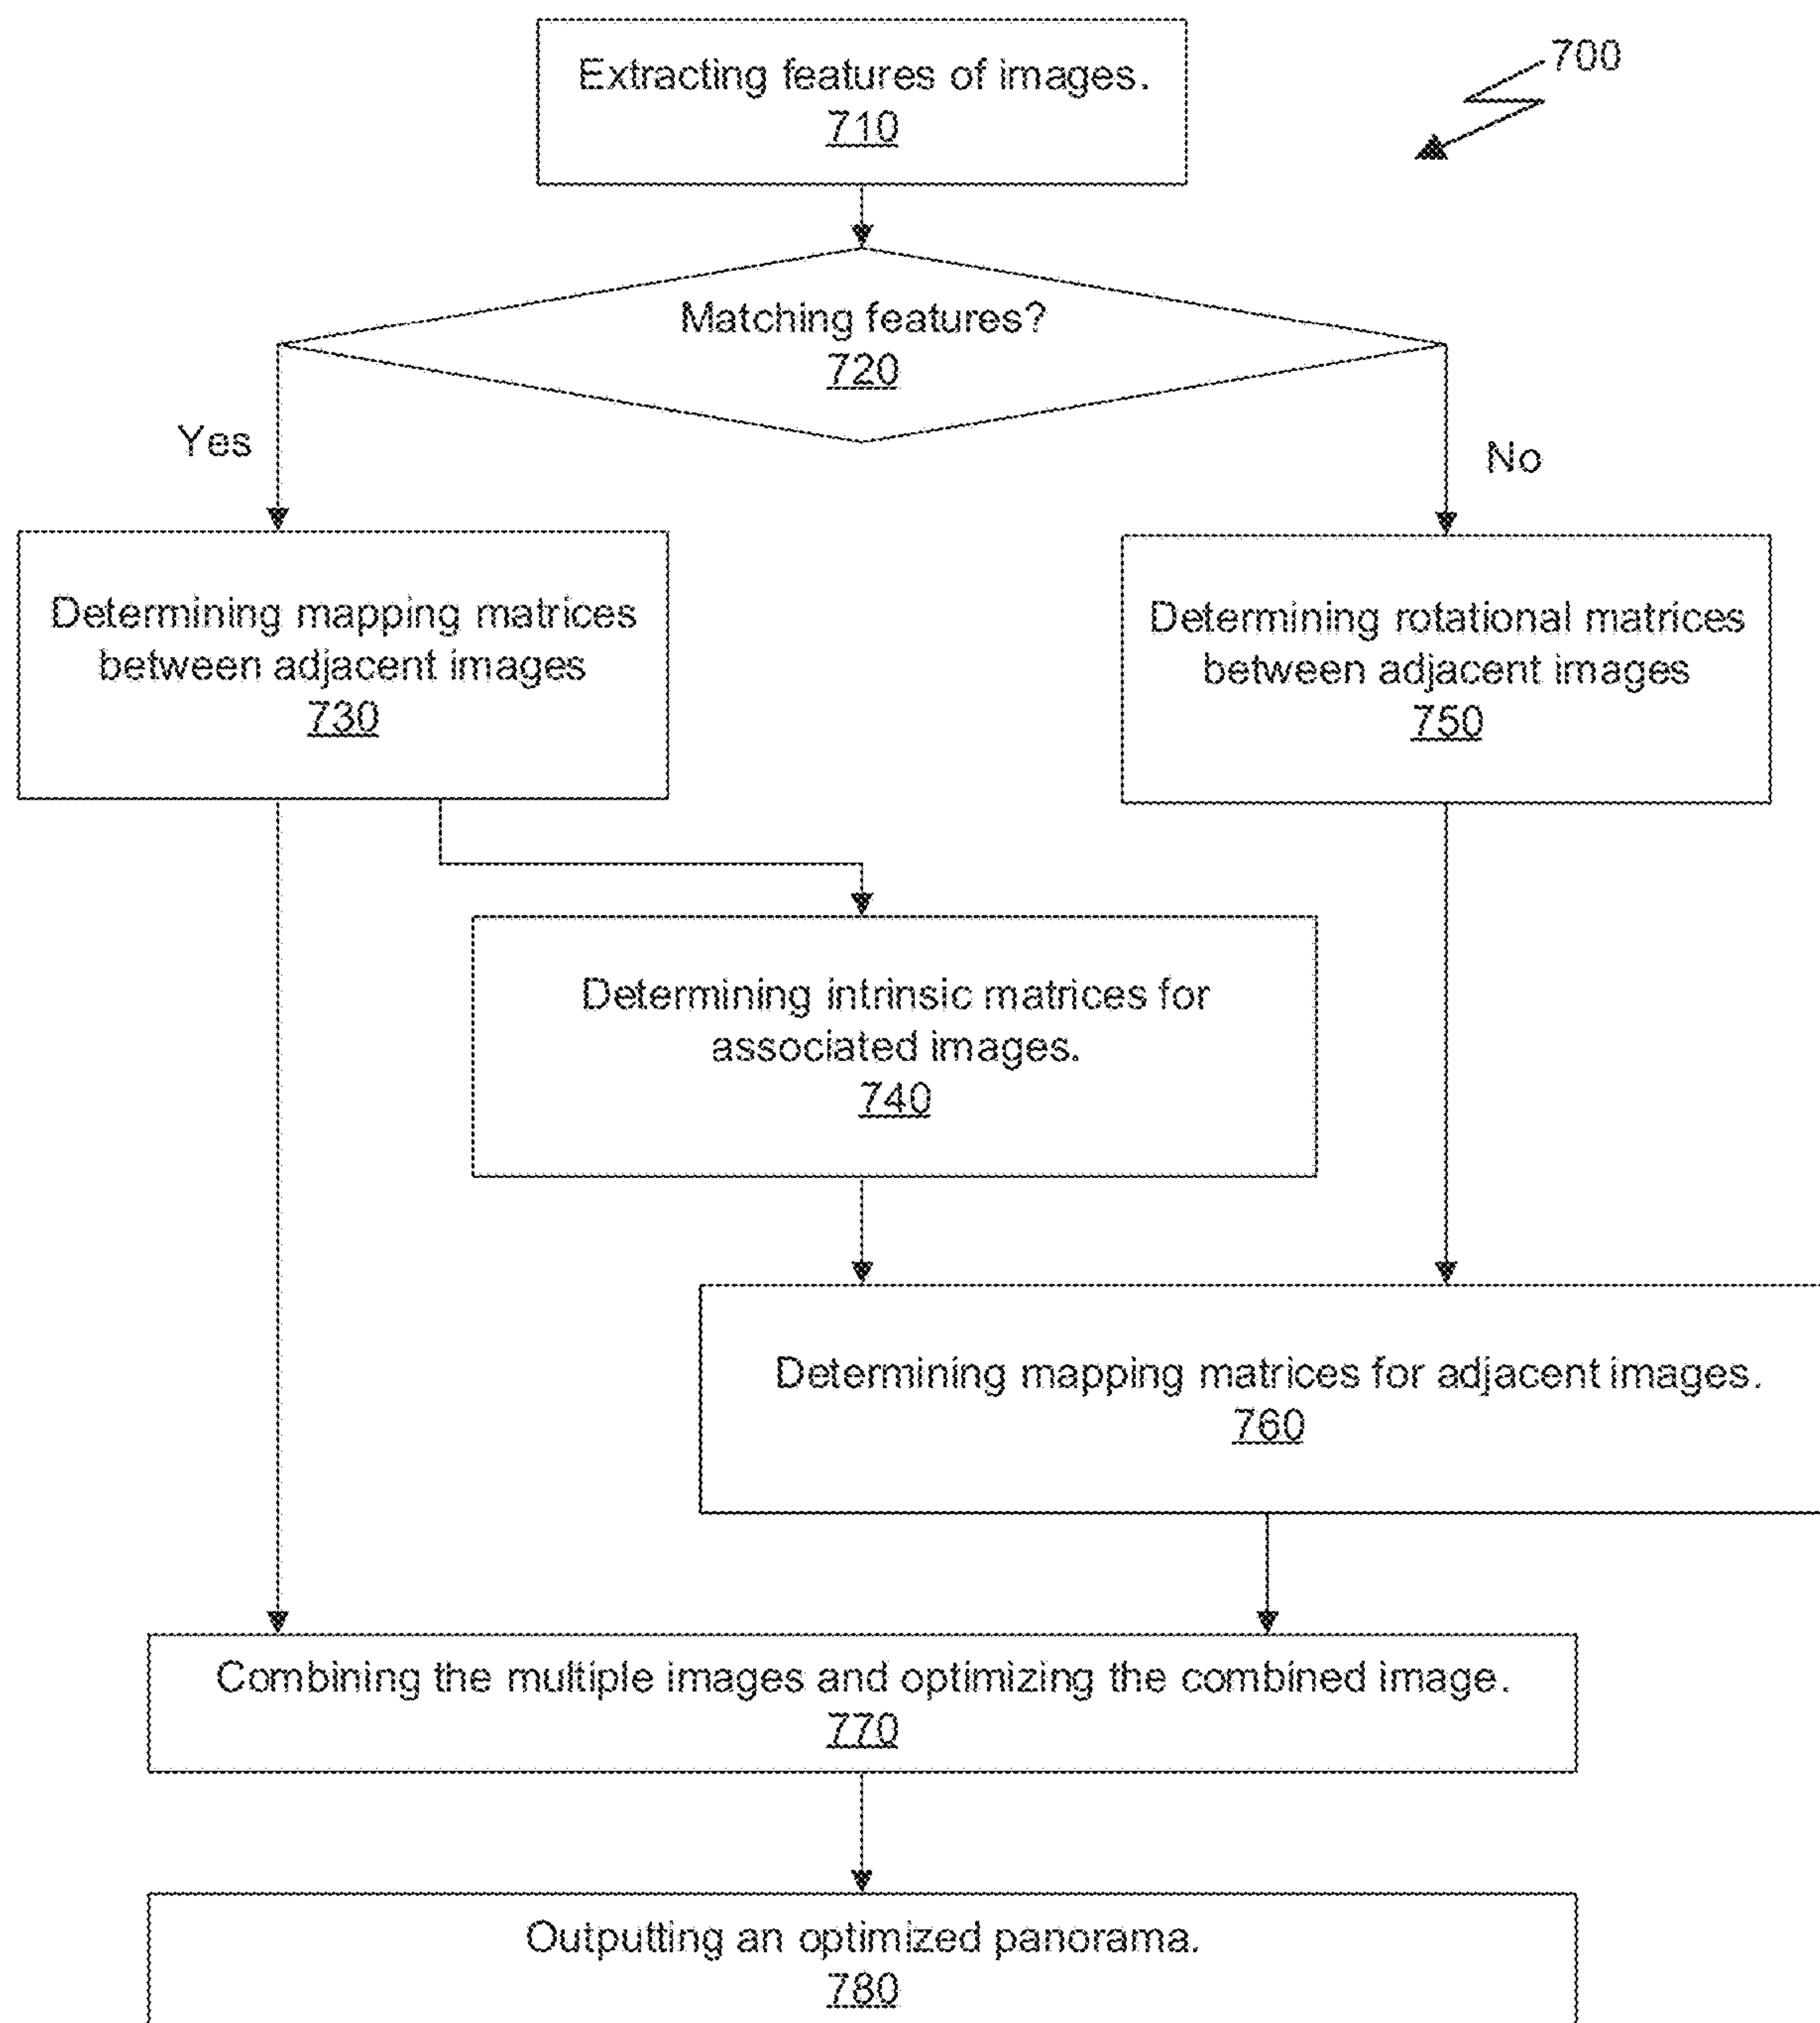 Extracting features of images.
710
700
Matching features?
720
Yes
No
Determining mapping matrices
between adjacent images
730
Determining rotational matrices
between adjacent images
750
Determining intrinsic matrices for
associated images.
740
Determining mapping matrices for adjacent images.
760
Combining the multiple images and optimizing the combined image.
770
Outputting an optimized panorama.
780